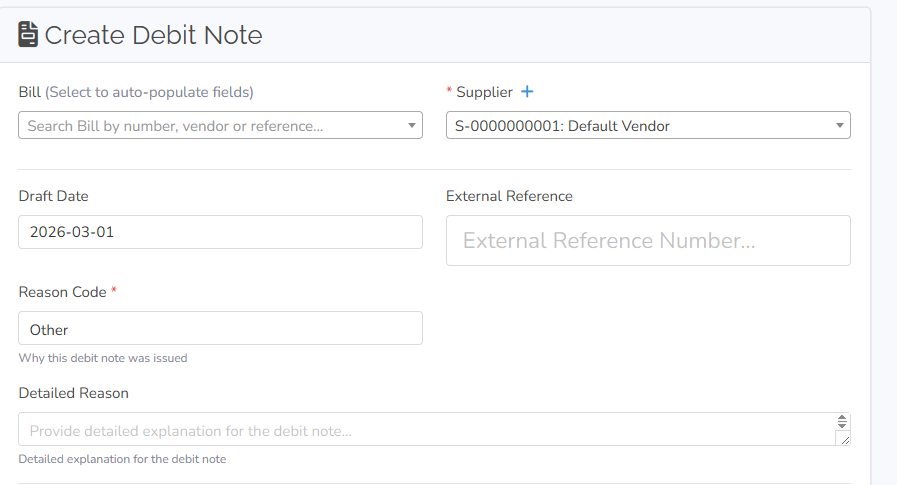 Create Debit Note
Bill (Select to auto-populate fields)
* Supplier +
Search Bill by number, vendor or reference...
S-0000000001: Default Vendor
Draft Date
External Reference
2026-03-01
External Reference Number...
Reason Code *
Other
Why this debit note was issued
Detailed Reason
Provide detailed explanation for the debit note...
Detailed explanation for the debit note